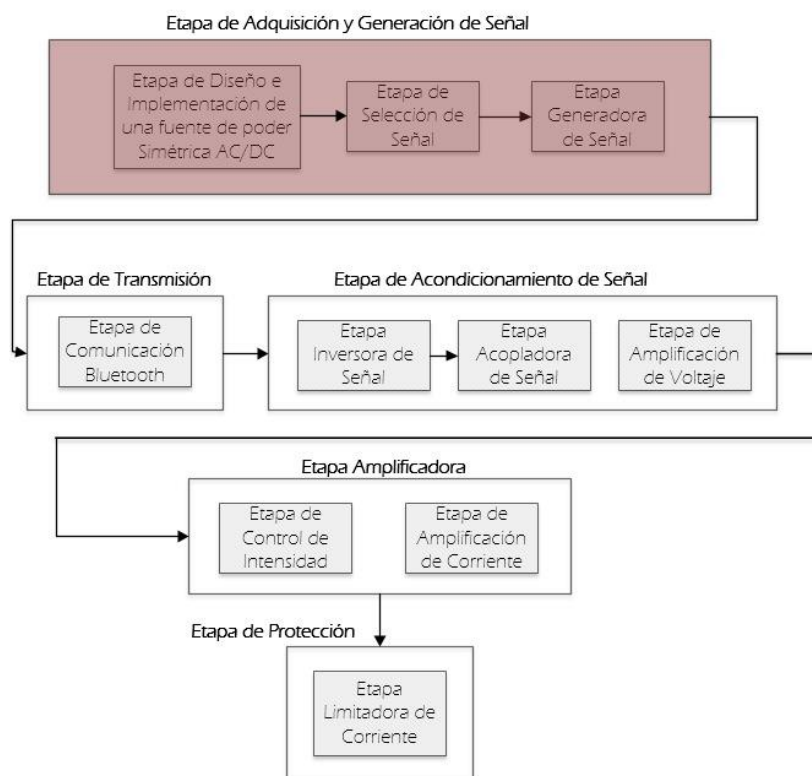 Etapa de Adquisición y Generación de Señal
Etapa de Diseño e
Implementación de
una fuente de poder
Simétrica AC/DC
Etapa de
Selección de
Señal
Etapa
Generadora
de Señal
Etapa de Transmisión
Etapa de
Comunicación
Bluetooth
Etapa de Acondicionamiento de Señal
Etapa
Inversora de
Señal
Etapa
Acopladora
de Señal
Etapa de
Amplificación
de Voltaje
Etapa Amplificadora
Etapa de
Control de
Intensidad
Etapa de
Amplificación
de Corriente
Etapa de Protección
Etapa
Limitadora de
Corriente